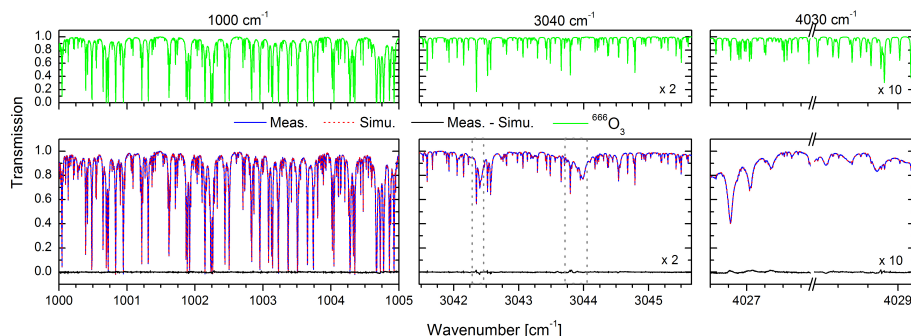 1000 cm⁻¹ 3040 cm⁻¹ 4030 cm⁻¹
1.0
0.8
0.6
0.4
0.2
0.0
x 2 x 10
Meas. Simu. Meas. - Simu. ⁶⁶⁶O₃
Transmission
1.0
0.8
0.6
0.4
0.2
0.0
x 2 x 10
1000 1001 1002 1003 1004 1005 3042 3043 3044 3045 4027 4029
Wavenumber [cm⁻¹]